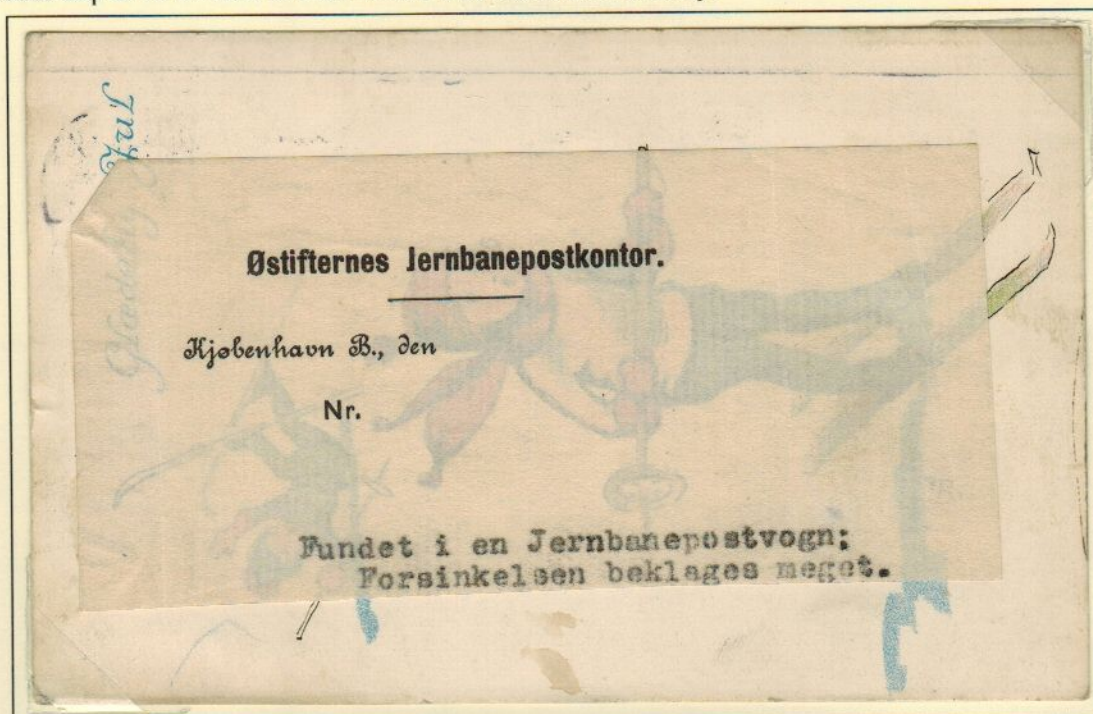 Østifternes Jernbanepostkontor.
Kjøbenhavn B., den
Nr.
Fundet i en Jernbanepostvogn;
Forsinkelsen beklages meget.